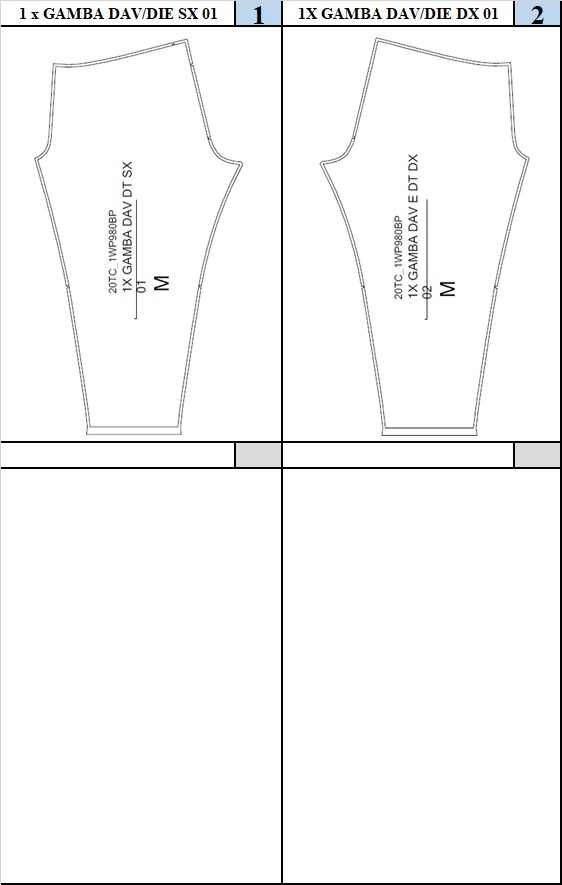 1 x GAMBA DAV/DIE SX 01
1
1X GAMBA DAV/DIE DX 01
2
20TC_1WP980BP
1X GAMBA DAV DT SX
01
M
20TC_1WP980BP
1X GAMBA DAV E DT DX
02
M